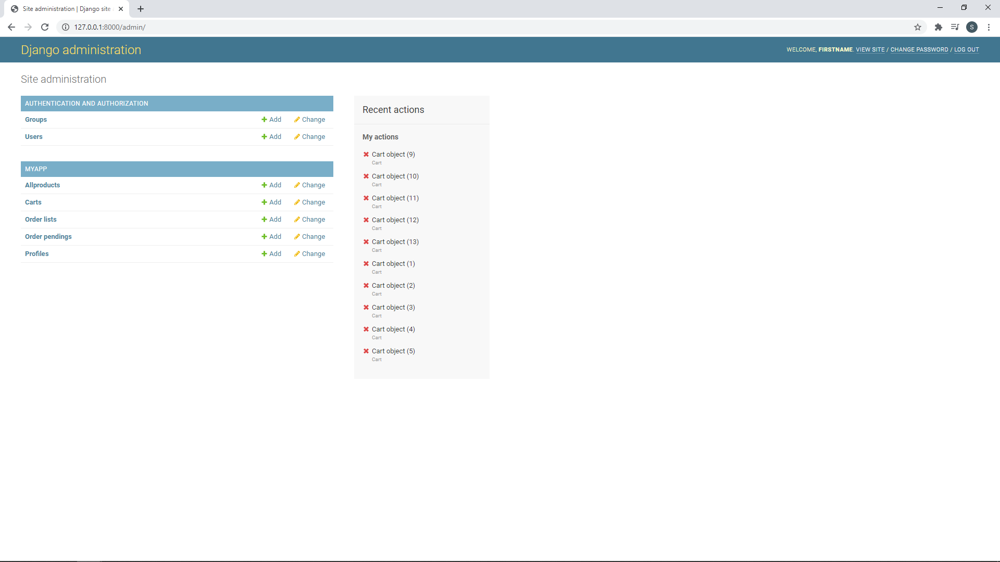 Site administration | Django site
127.0.0.1:8000/admin/
S
Django administration
WELCOME, FIRSTNAME. VIEW SITE / CHANGE PASSWORD / LOG OUT
Site administration
AUTHENTICATION AND AUTHORIZATION
Groups Add Change
Users Add Change
MYAPP
Allproducts Add Change
Carts Add Change
Order lists Add Change
Order pendings Add Change
Profiles Add Change
Recent actions
My actions
Cart object (9)
Cart
Cart object (10)
Cart
Cart object (11)
Cart
Cart object (12)
Cart
Cart object (13)
Cart
Cart object (1)
Cart
Cart object (2)
Cart
Cart object (3)
Cart
Cart object (4)
Cart
Cart object (5)
Cart